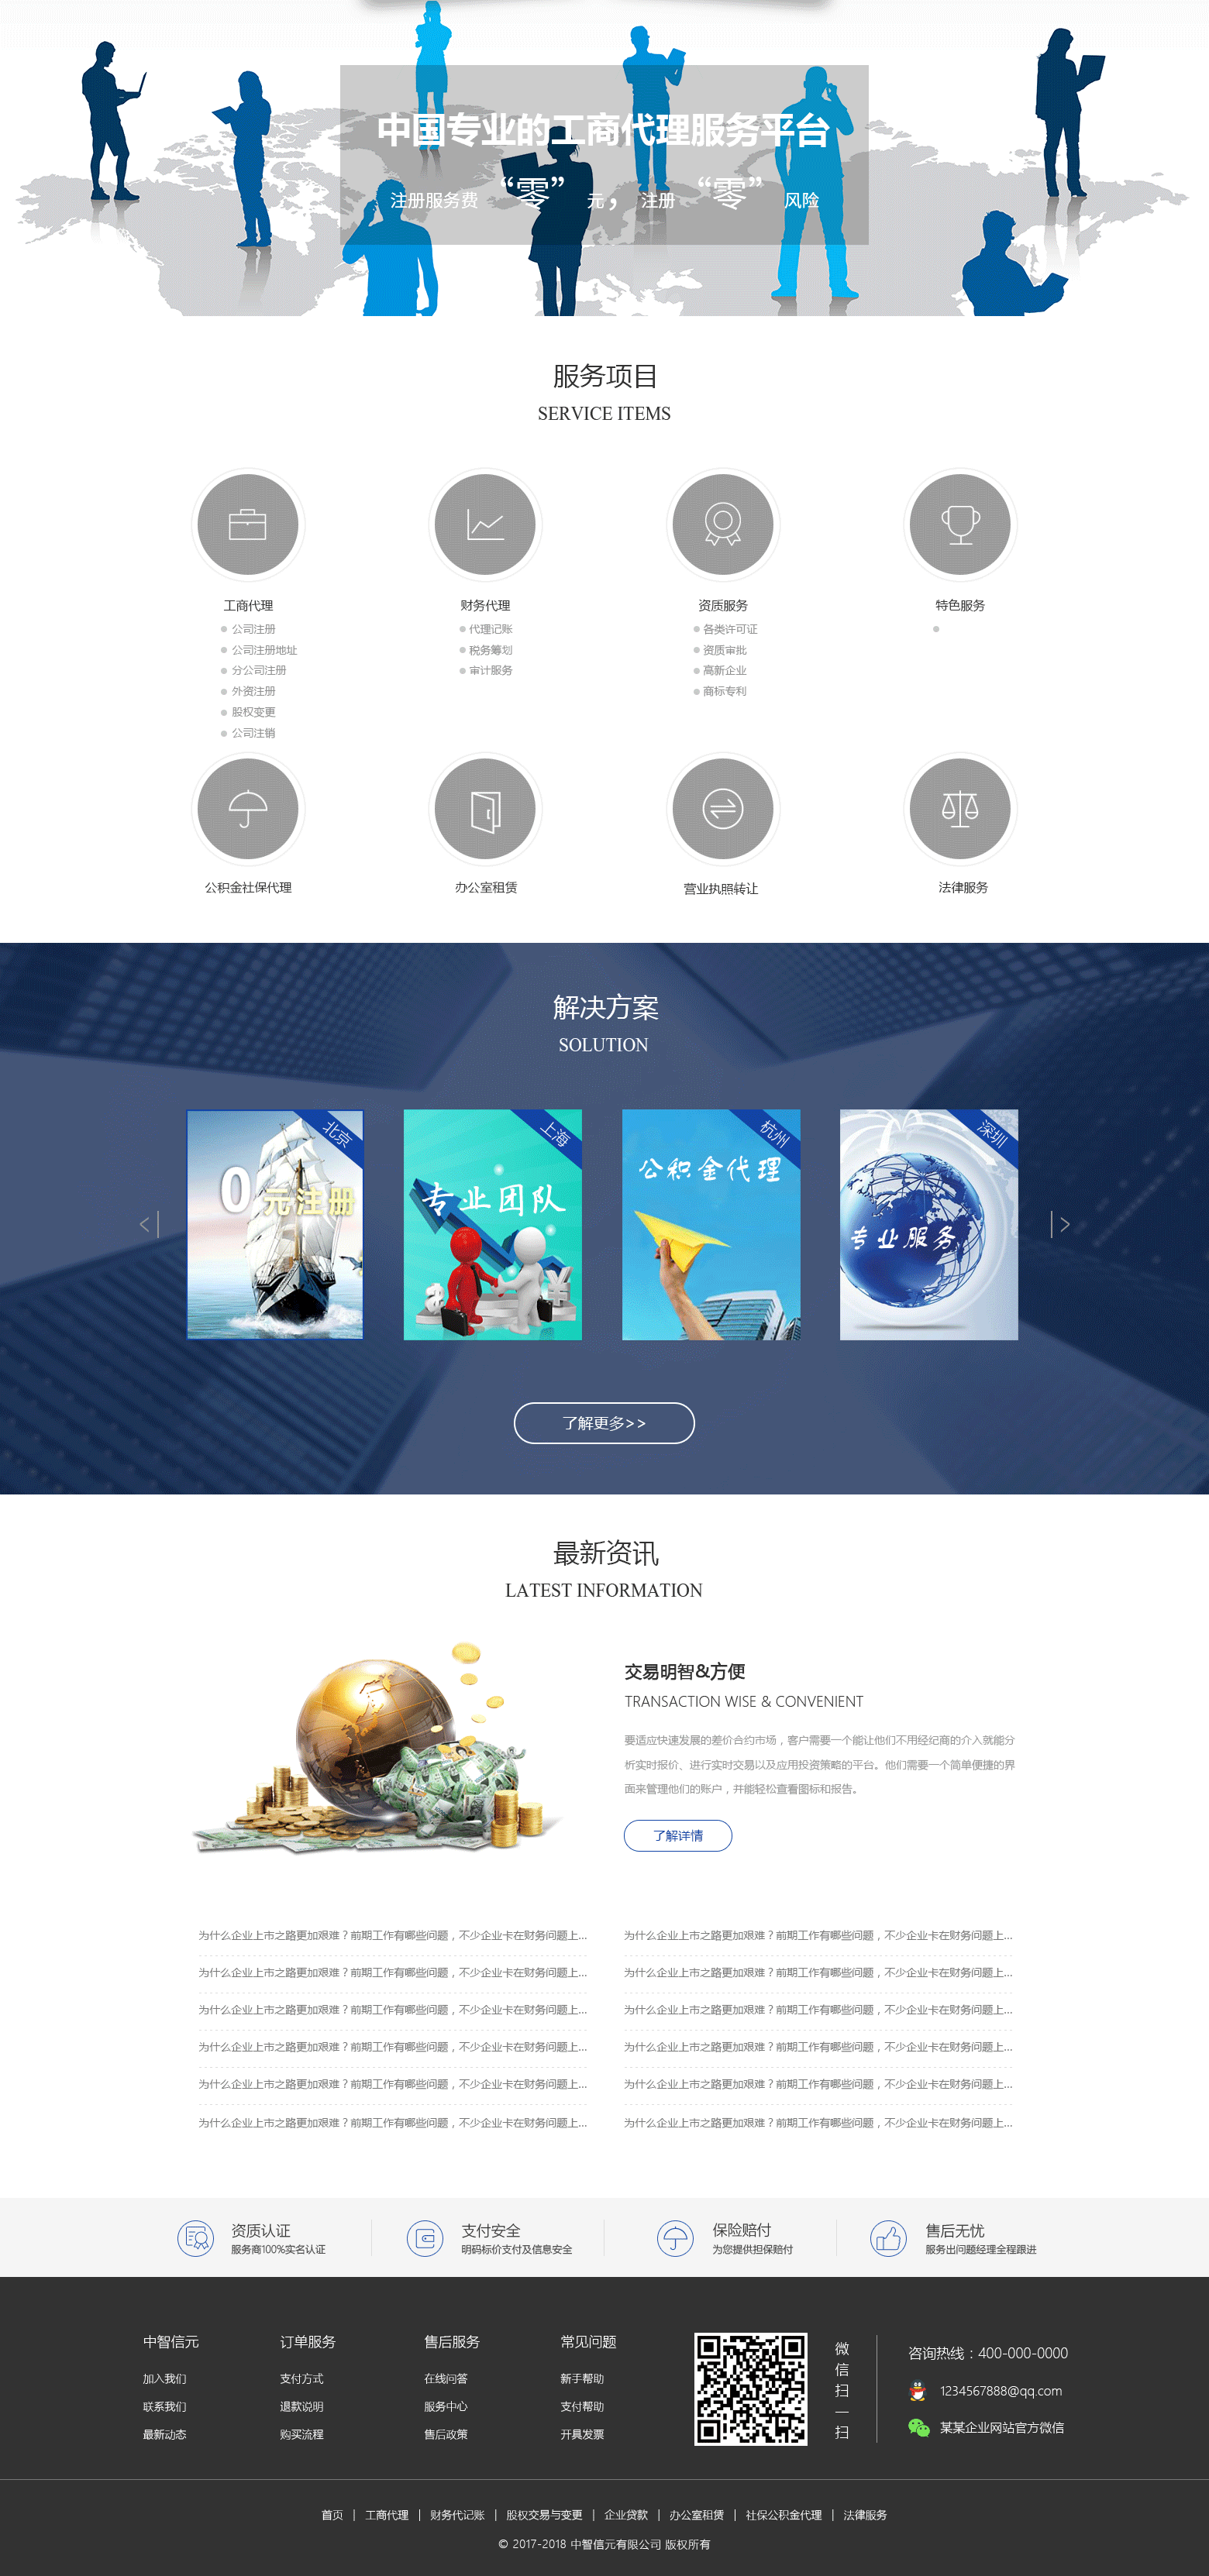 中国专业的工商代理服务平台
注册服务费 “零” 元，注册 “零” 风险
服务项目
SERVICE ITEMS
工商代理
公司注册
公司注册地址
分公司注册
外资注册
股权变更
公司注销
财务代理
代理记账
税务筹划
审计服务
资质服务
各类许可证
资质审批
高新企业
商标专利
特色服务
公积金社保代理
办公室租赁
营业执照转让
法律服务
解决方案
SOLUTION
北京
0元注册
上海
专业团队
杭州
公积金代理
深圳
专业服务
了解更多>>
最新资讯
LATEST INFORMATION
交易明智&方便
TRANSACTION WISE & CONVENIENT
要适应快速发展的差价合约市场，客户需要一个能让他们不用经纪商的介入就能分
析实时报价、进行实时交易以及应用投资策略的平台。他们需要一个简单便捷的界
面来管理他们的账户，并能轻松查看图标和报告。
了解详情
为什么企业上市之路更加艰难？前期工作有哪些问题，不少企业卡在财务问题上...
为什么企业上市之路更加艰难？前期工作有哪些问题，不少企业卡在财务问题上...
为什么企业上市之路更加艰难？前期工作有哪些问题，不少企业卡在财务问题上...
为什么企业上市之路更加艰难？前期工作有哪些问题，不少企业卡在财务问题上...
为什么企业上市之路更加艰难？前期工作有哪些问题，不少企业卡在财务问题上...
为什么企业上市之路更加艰难？前期工作有哪些问题，不少企业卡在财务问题上...
为什么企业上市之路更加艰难？前期工作有哪些问题，不少企业卡在财务问题上...
为什么企业上市之路更加艰难？前期工作有哪些问题，不少企业卡在财务问题上...
为什么企业上市之路更加艰难？前期工作有哪些问题，不少企业卡在财务问题上...
为什么企业上市之路更加艰难？前期工作有哪些问题，不少企业卡在财务问题上...
为什么企业上市之路更加艰难？前期工作有哪些问题，不少企业卡在财务问题上...
为什么企业上市之路更加艰难？前期工作有哪些问题，不少企业卡在财务问题上...
资质认证
服务商100%实名认证
支付安全
明码标价支付及信息安全
保险赔付
为您提供担保赔付
售后无忧
服务出问题经理全程跟进
中智信元
加入我们
联系我们
最新动态
订单服务
支付方式
退款说明
购买流程
售后服务
在线问答
服务中心
售后政策
常见问题
新手帮助
支付帮助
开具发票
微信扫一扫
咨询热线：400-000-0000
1234567888@qq.com
某某企业网站官方微信
首页 | 工商代理 | 财务代记账 | 股权交易与变更 | 企业贷款 | 办公室租赁 | 社保公积金代理 | 法律服务
© 2017-2018 中智信元有限公司 版权所有